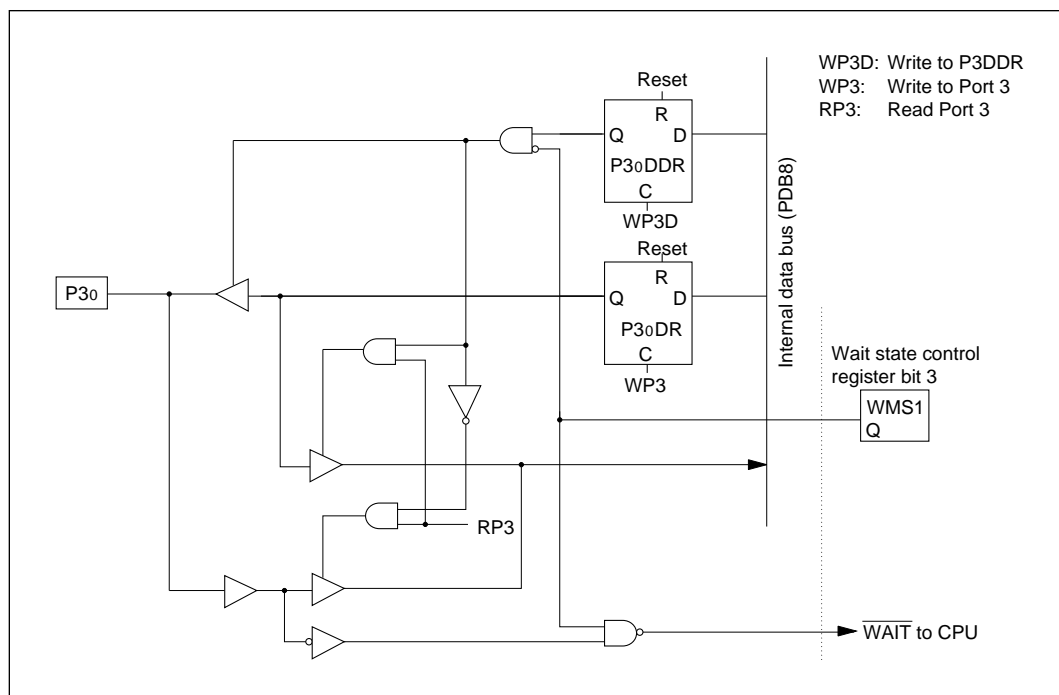 WP3D: Write to P3DDR
WP3: Write to Port 3
RP3: Read Port 3
Reset
R
Q
D
P30DDR
C
WP3D
Reset
R
Q
D
P30DR
C
WP3
P30
Internal data bus (PDB8)
Wait state control
register bit 3
WMS1
Q
RP3
WAIT to CPU